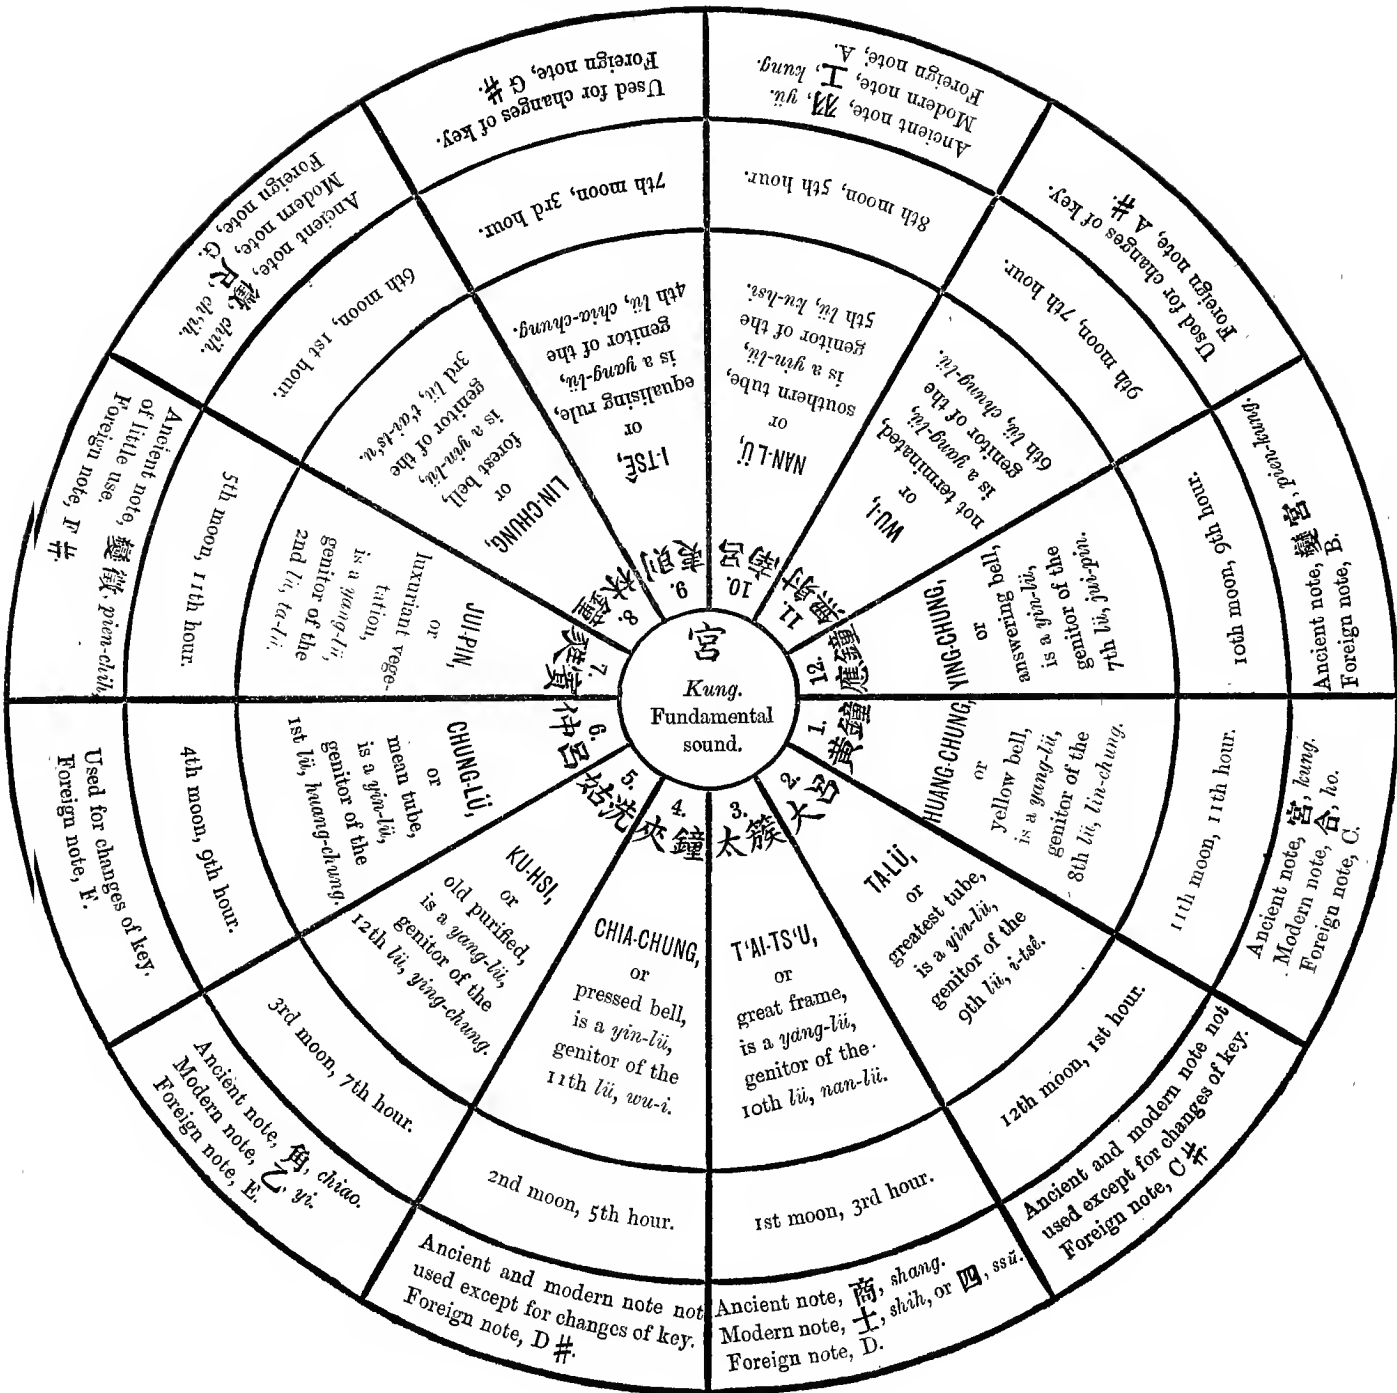 宮
Kung.
Fundamental
sound.
1.
黃鐘
HUANG-CHUNG,
or
yellow bell,
is a yang-lü,
genitor of the
8th lü, lin-chung.
11th moon, 11th hour.
Ancient note, 宮, kung.
Modern note, 合, ho.
Foreign note, C.
2.
大呂
TA-LÜ,
or
greatest tube,
is a yin-lü,
genitor of the
9th lü, i-tsê.
12th moon, 1st hour.
Ancient and modern note not
used except for changes of key.
Foreign note, C #.
3.
太簇
T'AI-TS'U,
or
great frame,
is a yang-lü,
genitor of the
10th lü, nan-lü.
1st moon, 3rd hour.
Ancient note, 商, shang.
Modern note, 士, shih, or 四, ssŭ.
Foreign note, D.
4.
夾鐘
CHIA-CHUNG,
or
pressed bell,
is a yin-lü,
genitor of the
11th lü, wu-i.
2nd moon, 5th hour.
Ancient and modern note not
used except for changes of key.
Foreign note, D #.
5.
姑洗
KU-HSI,
or
old purified,
is a yang-lü,
genitor of the
12th lü, ying-chung.
3rd moon, 7th hour.
Ancient note, 角, chiao.
Modern note, 乙, yi.
Foreign note, E.
6.
仲呂
CHUNG-LÜ,
or
mean tube,
is a yin-lü,
genitor of the
1st lü, huang-chung.
4th moon, 9th hour.
Used for changes of key.
Foreign note, F.
7.
蕤賓
JUI-PIN,
or
luxuriant vege-
tation,
is a yang-lü,
genitor of the
2nd lü, ta-lü.
5th moon, 11th hour.
Ancient note, 變徵 pien-chih,
of little use.
Foreign note, F #.
8.
林鐘
LIN-CHUNG,
or
forest bell,
is a yin-lü,
genitor of the
3rd lü, t'ai-ts'u.
6th moon, 1st hour.
Ancient note, 徵, chih.
Modern note, 尺, ch'ih.
Foreign note, G.
9.
夷則
I-TSÊ,
or
equalising rule,
is a yang-lü,
genitor of the
4th lü, chia-chung.
7th moon, 3rd hour.
Used for changes of key.
Foreign note, G #
10.
南呂
NAN-LÜ,
or
southern tube,
is a yin-lü,
genitor of the
5th lü, ku-hsi.
8th moon, 5th hour.
Ancient note, 羽, yü.
Modern note, 工, kung.
Foreign note, A.
11.
無射
WU-I,
or
not terminated,
is a yang-lü,
genitor of the
6th lü, chung-lü.
9th moon, 7th hour.
Used for changes of key.
Foreign note, A #.
12.
應鐘
YING-CHUNG,
or
answering bell,
is a yin-lü,
genitor of the
7th lü, jui-pin.
10th moon, 9th hour.
Ancient note, 變宮, pien-kung.
Foreign note, B.